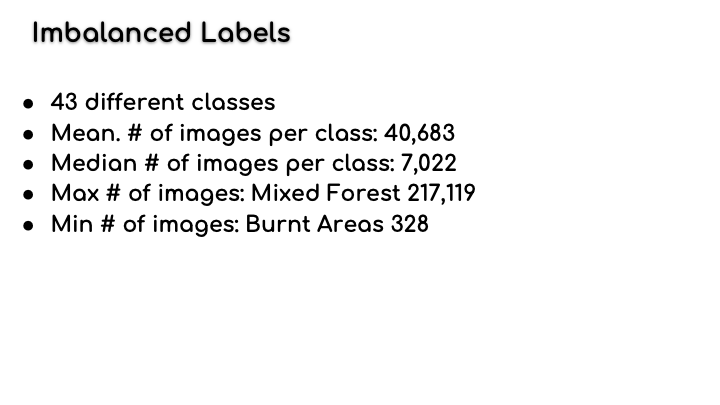 Imbalanced Labels
● 43 different classes
● Mean. # of images per class: 40,683
● Median # of images per class: 7,022
● Max # of images: Mixed Forest 217,119
● Min # of images: Burnt Areas 328